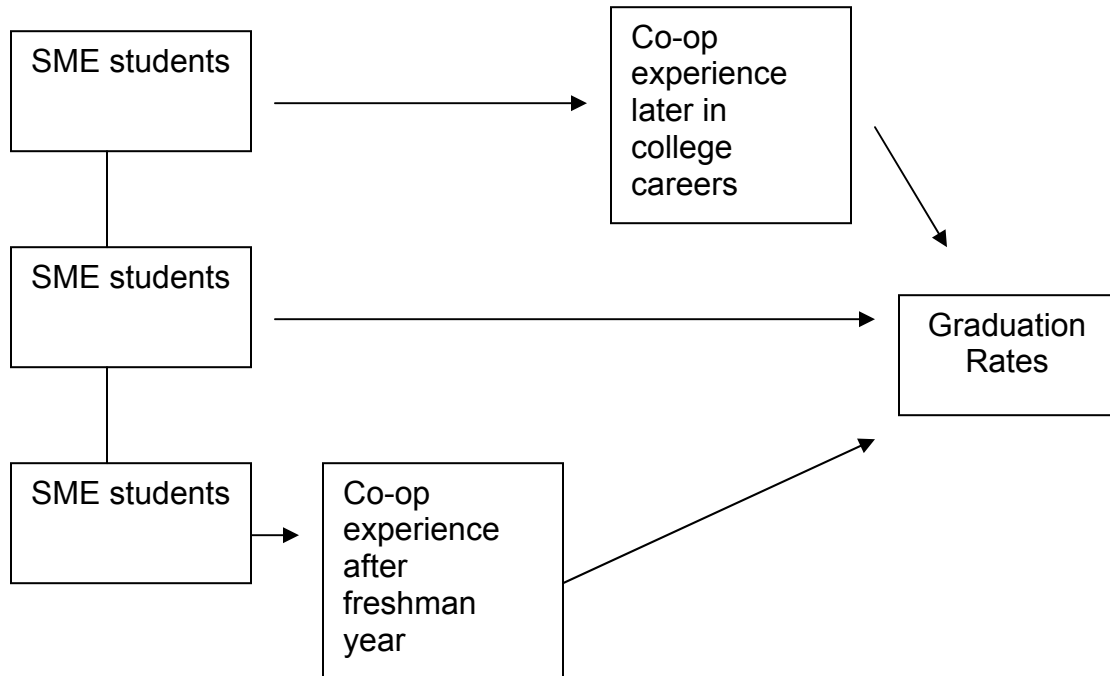 SME students
Co-op
experience
later in
college
careers
SME students
Graduation
Rates
SME students
Co-op
experience
after
freshman
year